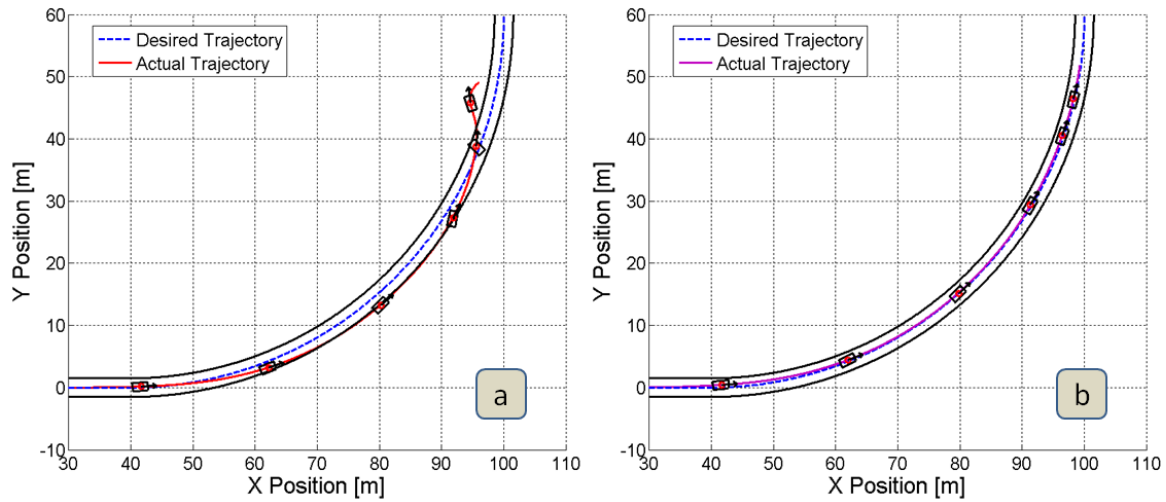 60
50
40
30
20
10
0
-10
30 40 50 60 70 80 90 100 110
Y Position [m]
X Position [m]
Desired Trajectory
Actual Trajectory
a
60
50
40
30
20
10
0
-10
30 40 50 60 70 80 90 100 110
Y Position [m]
X Position [m]
Desired Trajectory
Actual Trajectory
b